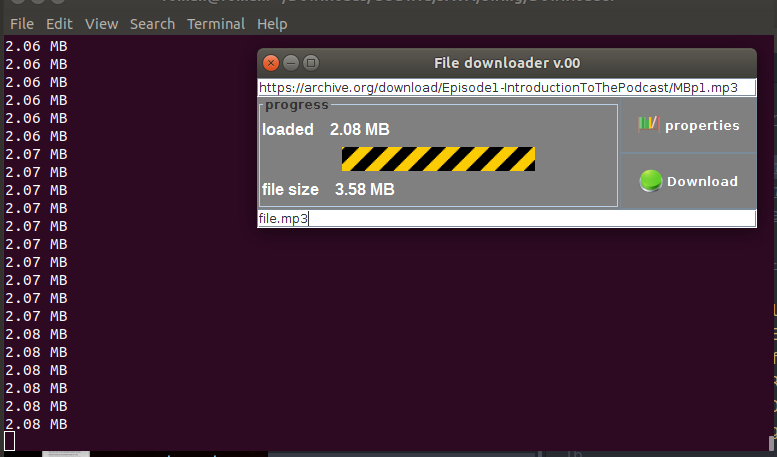 File Edit View Search Terminal Help
2.06 MB
2.06 MB
2.06 MB
2.06 MB
2.06 MB
2.06 MB
2.07 MB
2.07 MB
2.07 MB
2.07 MB
2.07 MB
2.07 MB
2.07 MB
2.07 MB
2.07 MB
2.07 MB
2.08 MB
2.08 MB
2.08 MB
2.08 MB
2.08 MB
2.08 MB
File downloader v.00
https://archive.org/download/Episode1-IntroductionToThePodcast/MBp1.mp3
progress
loaded 2.08 MB
file size 3.58 MB
properties
Download
file.mp3